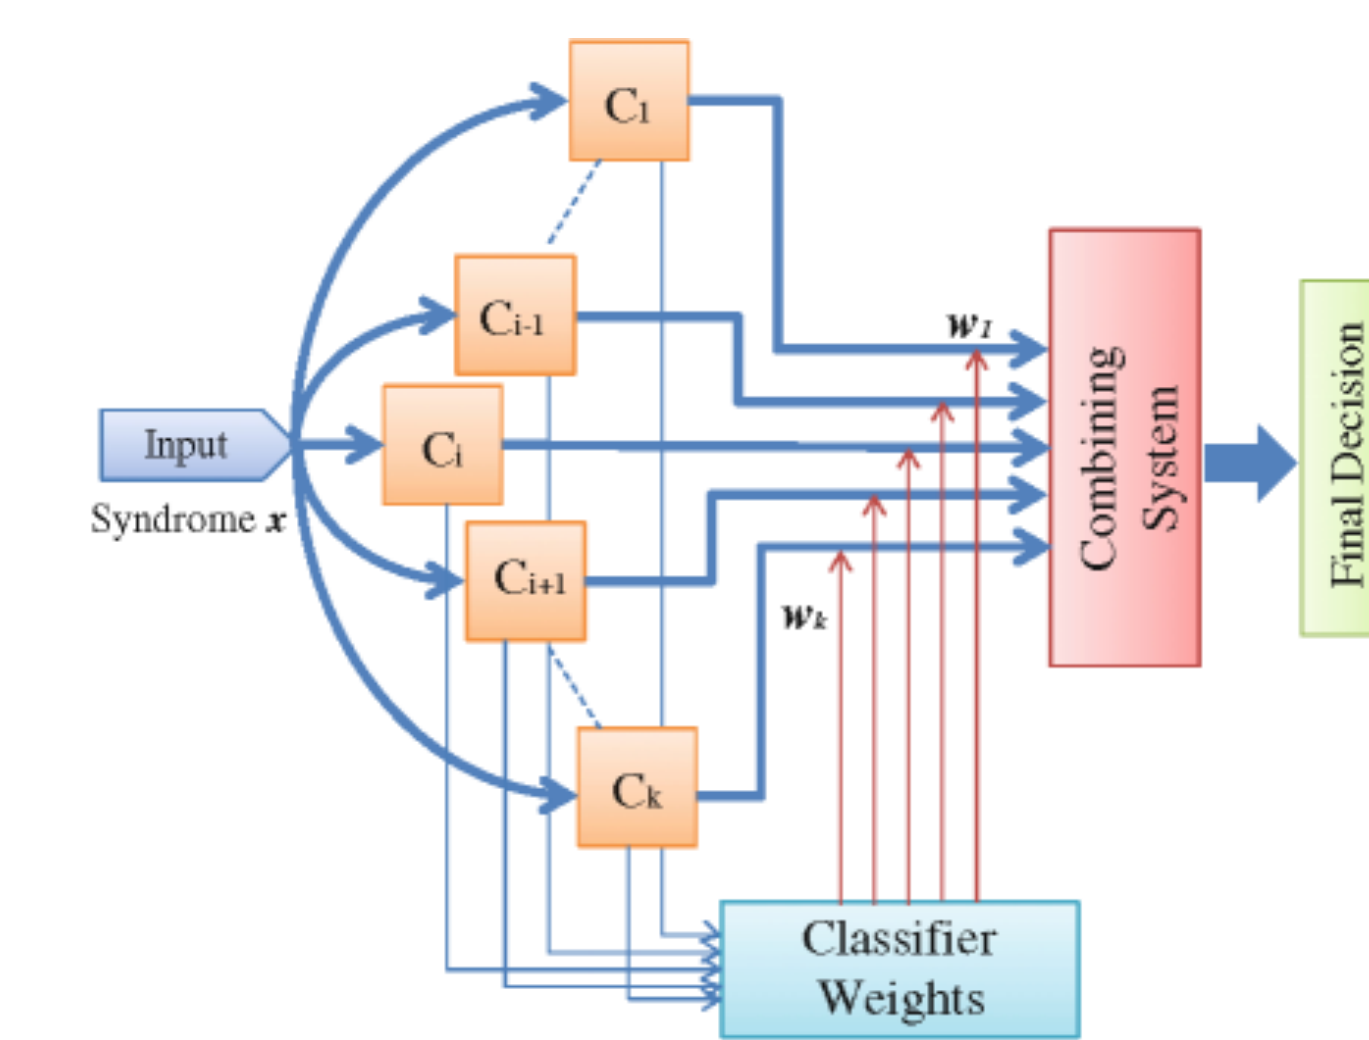 C1
Ci-1
w1
Input
Syndrome x
Ci
Ci+1
wk
Ck
Combining
System
Final Decision
Classifier
Weights